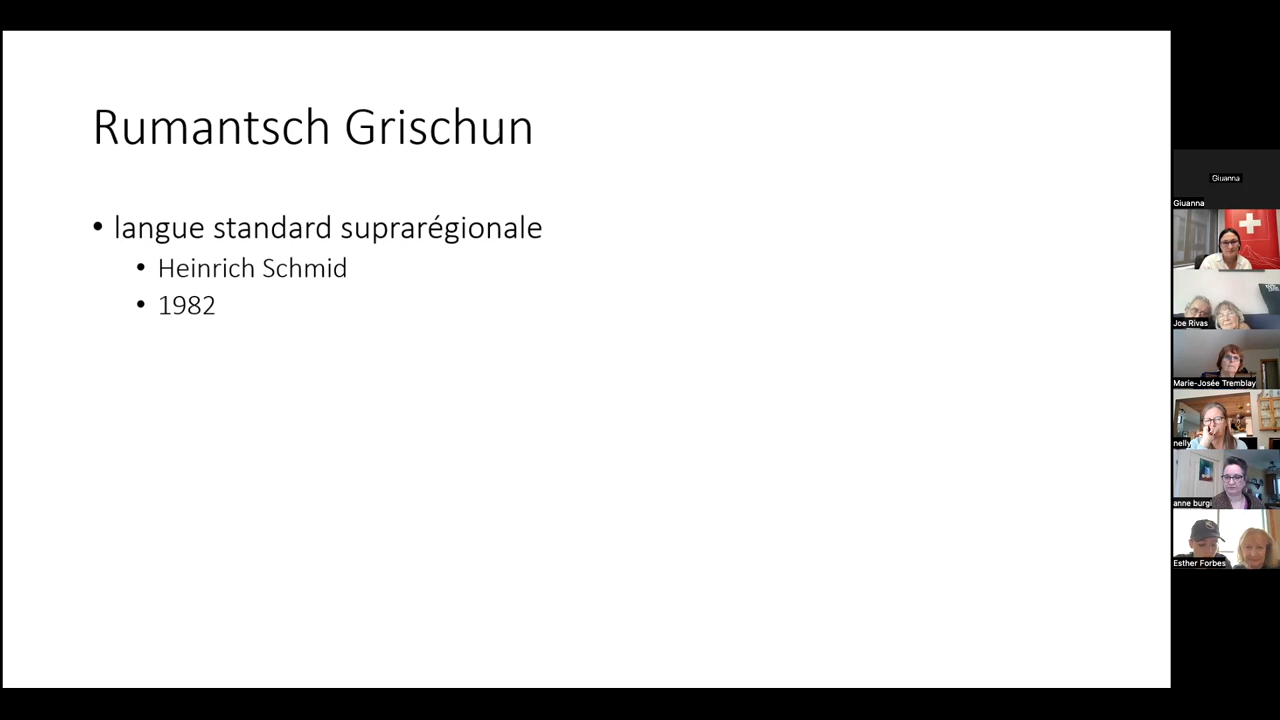 Rumantsch Grischun
• langue standard suprarégionale
• Heinrich Schmid
• 1982
Giuanna
Giuanna
Joe Rivas
Marie-Josée Tremblay
nelly
anne burgi
Esther Forbes